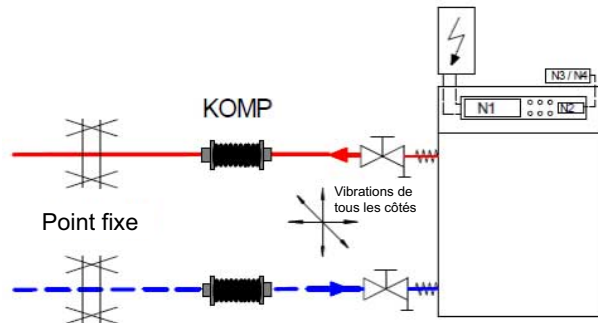 N3 / N4
KOMP
N1
N2
Vibrations de
tous les côtés
Point fixe